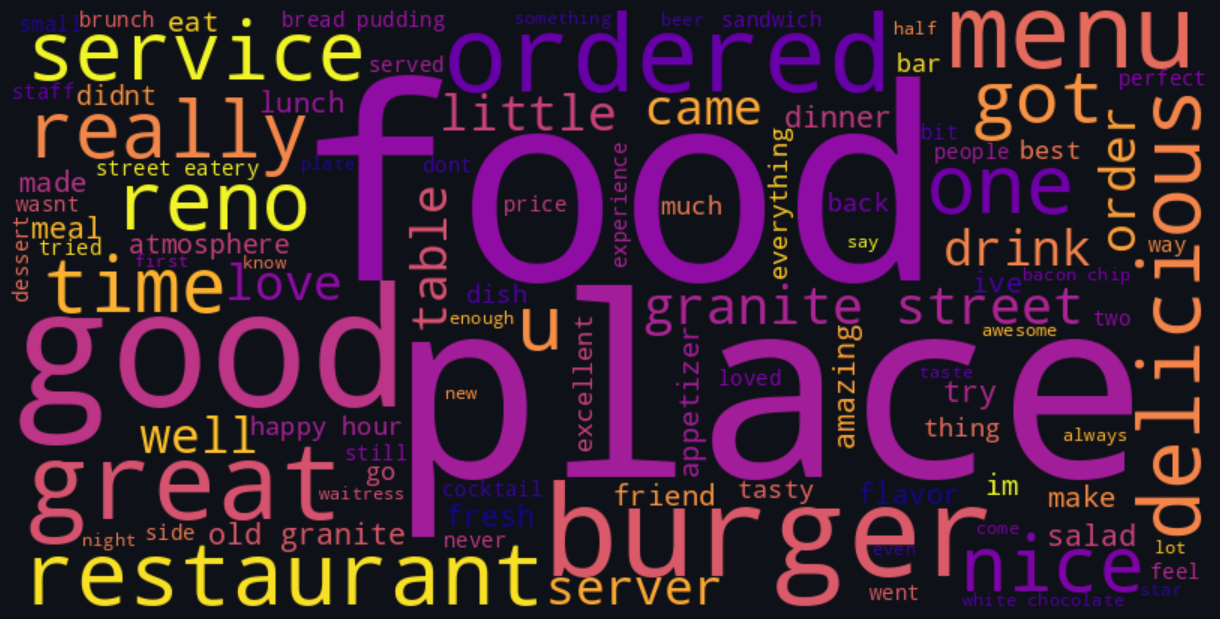 small
brunch
eat
bread pudding
something
beer
sandwich
half
menu
service
ordered
served
bar
perfect
staff
didnt
lunch
little
came
dinner
got
really
food
bit
people
best
order
delicious
street eatery
plate
dont
made
wasnt
reno
table
price
experience
much
everything
back
one
say
meal
tried
atmosphere
first
know
dessert
drink
way
time
love
dish
ive
bacon chip
granite street
two
enough
u
awesome
good
place
excellent
appetizer
loved
amazing
taste
try
new
thing
always
well
happy hour
still
go
great
waitress
cocktail
friend
tasty
flavor
im
make
fresh
burger
night
side
old granite
never
come
salad
even
nice
lot
feel
restaurant
server
went
star
white chocolate